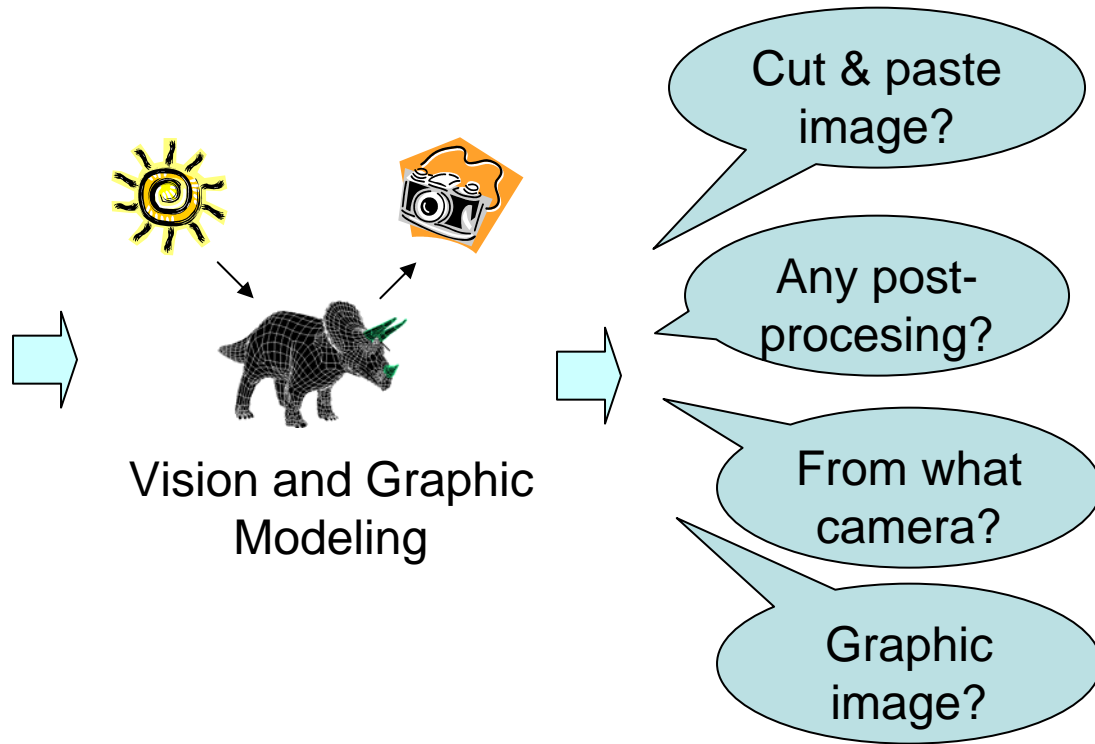 Cut & paste
image?
Any post-
procesing?
From what
camera?
Graphic
image?
Vision and Graphic
Modeling